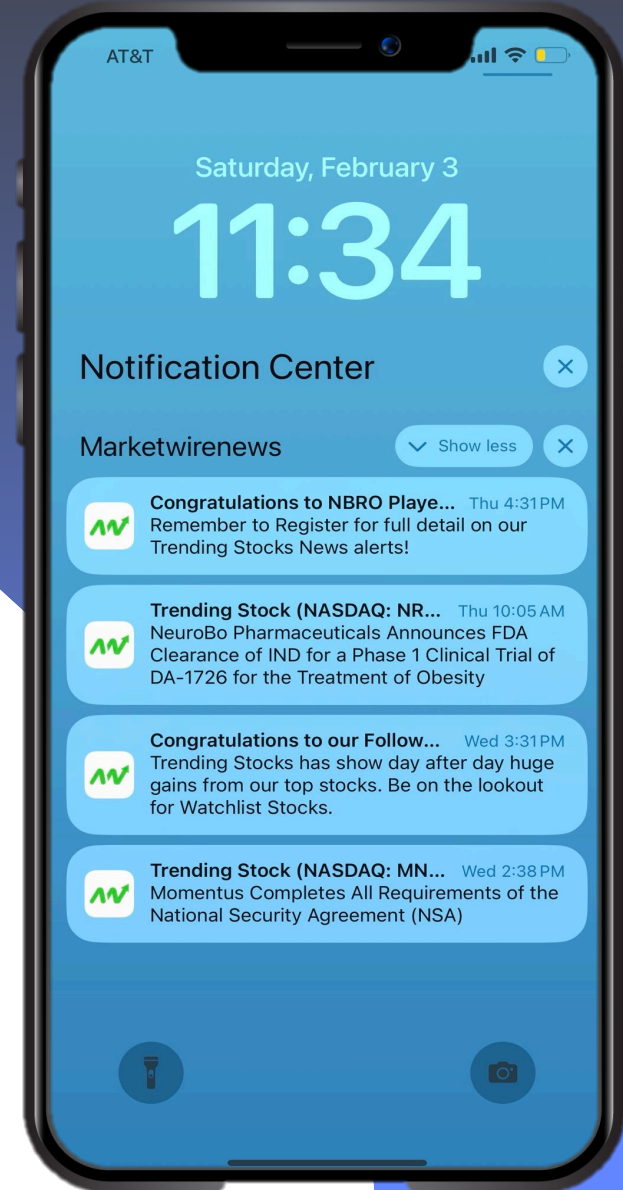 AT&T
Saturday, February 3
11:34
Notification Center
Marketwirenews
Show less
Congratulations to NBRO Playe... Thu 4:31 PM
Remember to Register for full detail on our
Trending Stocks News alerts!
Trending Stock (NASDAQ: NR... Thu 10:05 AM
NeuroBo Pharmaceuticals Announces FDA
Clearance of IND for a Phase 1 Clinical Trial of
DA-1726 for the Treatment of Obesity
Congratulations to our Follow... Wed 3:31 PM
Trending Stocks has show day after day huge
gains from our top stocks. Be on the lookout
for Watchlist Stocks.
Trending Stock (NASDAQ: MN... Wed 2:38 PM
Momentus Completes All Requirements of the
National Security Agreement (NSA)